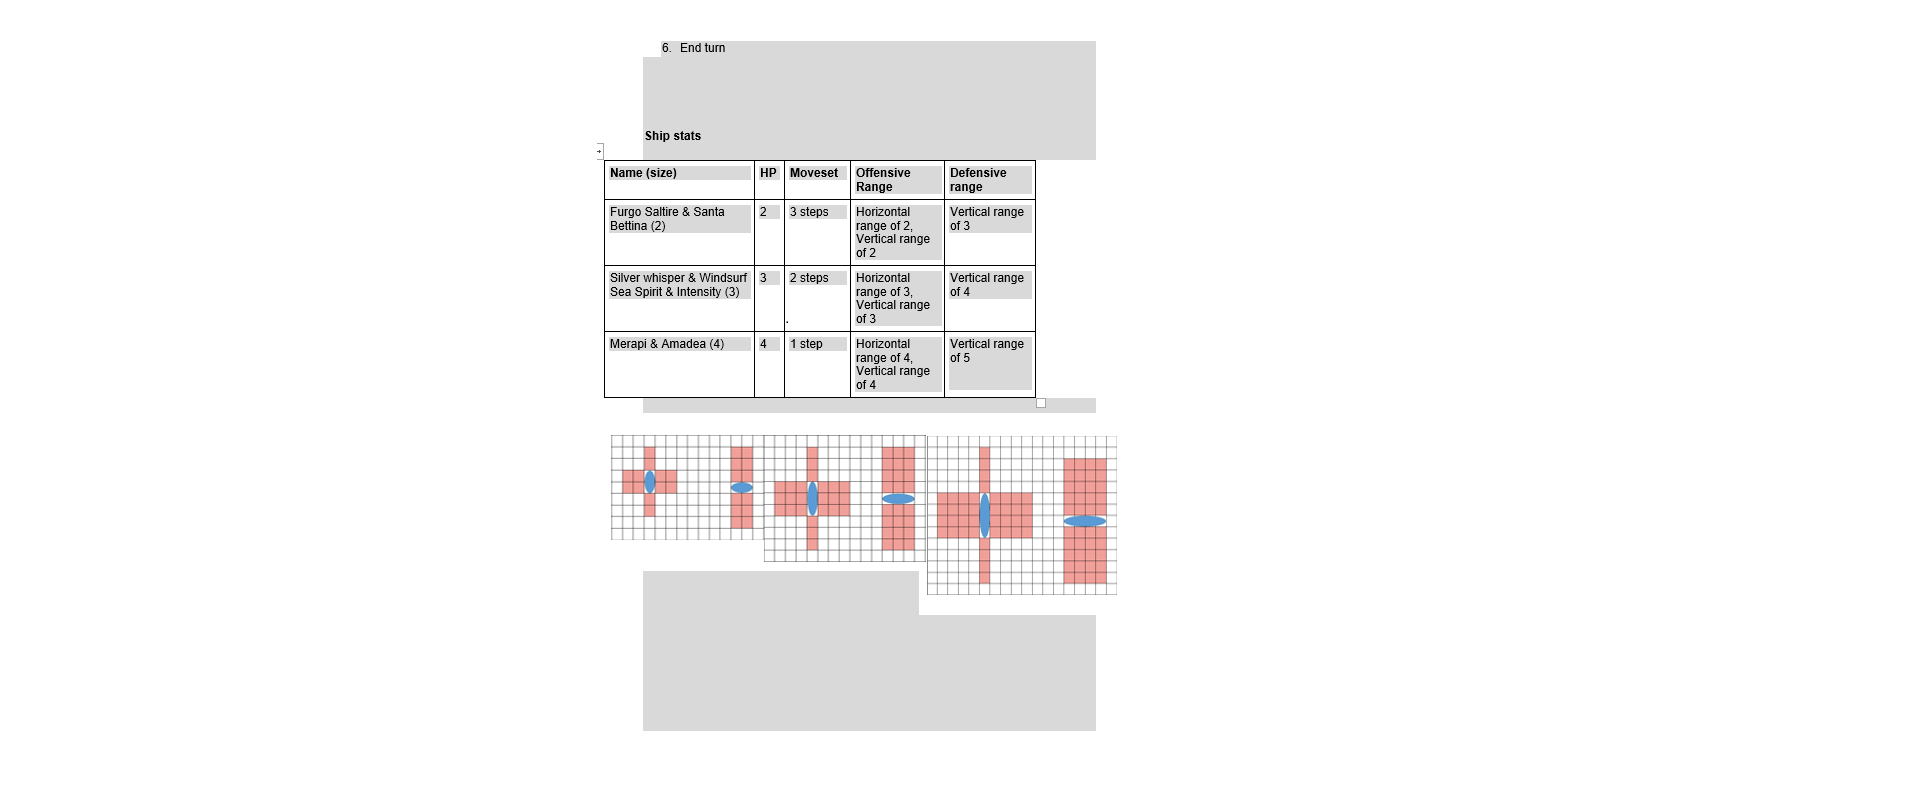 6. End turn
Ship stats
Name (size) HP Moveset Offensive Range Defensive range
Furgo Saltire & Santa Bettina (2) 2 3 steps Horizontal range of 2, Vertical range of 2 Vertical range of 3
Silver whisper & Windsurf Sea Spirit & Intensity (3) 3 2 steps Horizontal range of 3, Vertical range of 3 Vertical range of 4
Merapi & Amadea (4) 4 1 step Horizontal range of 4, Vertical range of 4 Vertical range of 5